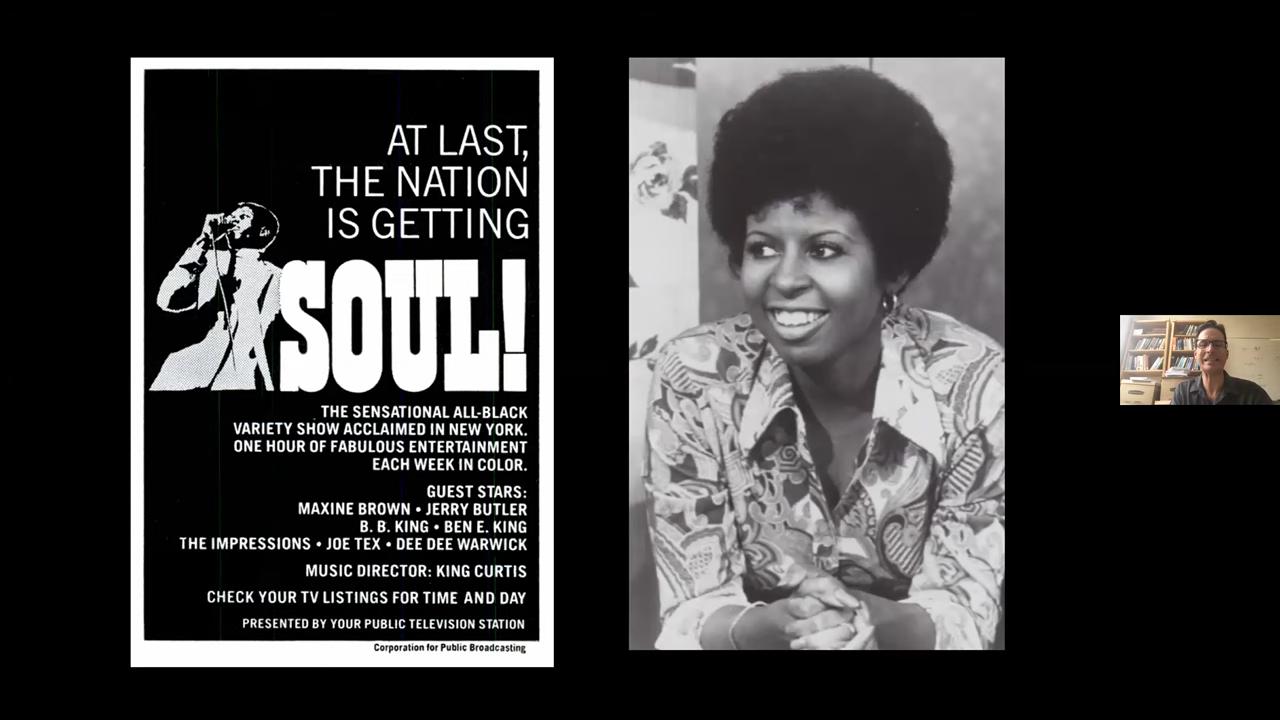 AT LAST,
THE NATION
IS GETTING
SOUL!
THE SENSATIONAL ALL-BLACK
VARIETY SHOW ACCLAIMED IN NEW YORK.
ONE HOUR OF FABULOUS ENTERTAINMENT
EACH WEEK IN COLOR.
GUEST STARS:
MAXINE BROWN • JERRY BUTLER
B. B. KING • BEN E. KING
THE IMPRESSIONS • JOE TEX • DEE DEE WARWICK
MUSIC DIRECTOR: KING CURTIS
CHECK YOUR TV LISTINGS FOR TIME AND DAY
PRESENTED BY YOUR PUBLIC TELEVISION STATION
Corporation for Public Broadcasting